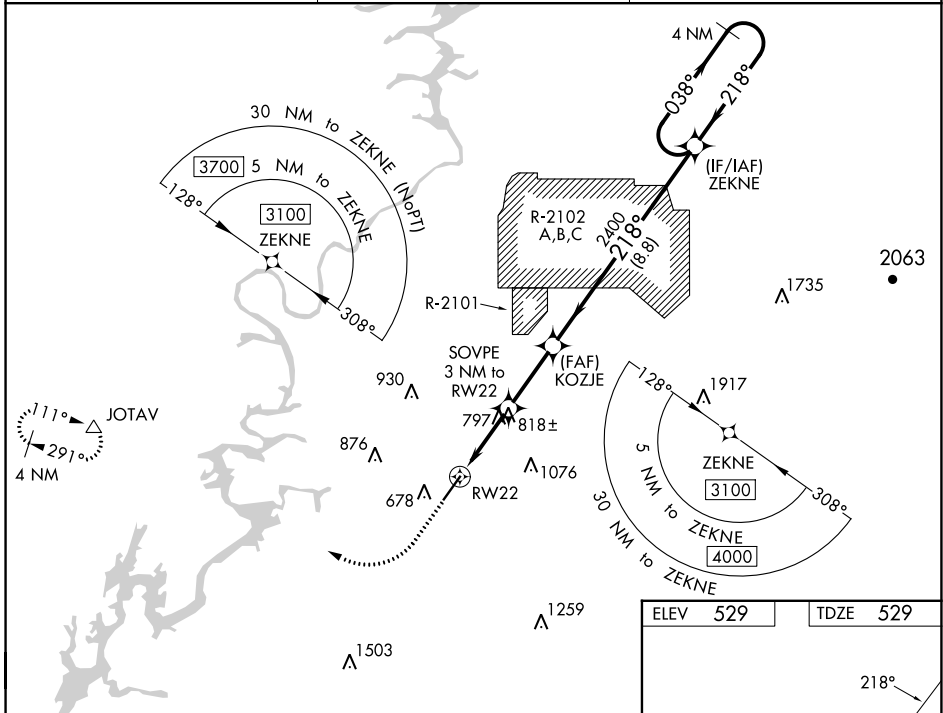 4 NM
038°
218°
(IF/IAF)
ZEKNE
30 NM to ZEKNE (NoPT)
3700
5 NM to ZEKNE
128°
3100
ZEKNE
308°
R-2102
A,B,C
2400
218°
(8.8)
2063
1735
R-2101
SOVPE
3 NM to
RW22
(FAF)
KOZJE
930
797
818±
128°
1917
111°
JOTAV
291°
4 NM
876
1076
ZEKNE
3100
308°
678
RW22
5 NM to ZEKNE
4000
30 NM to ZEKNE
1259
1503
ELEV 529
TDZE 529
218°